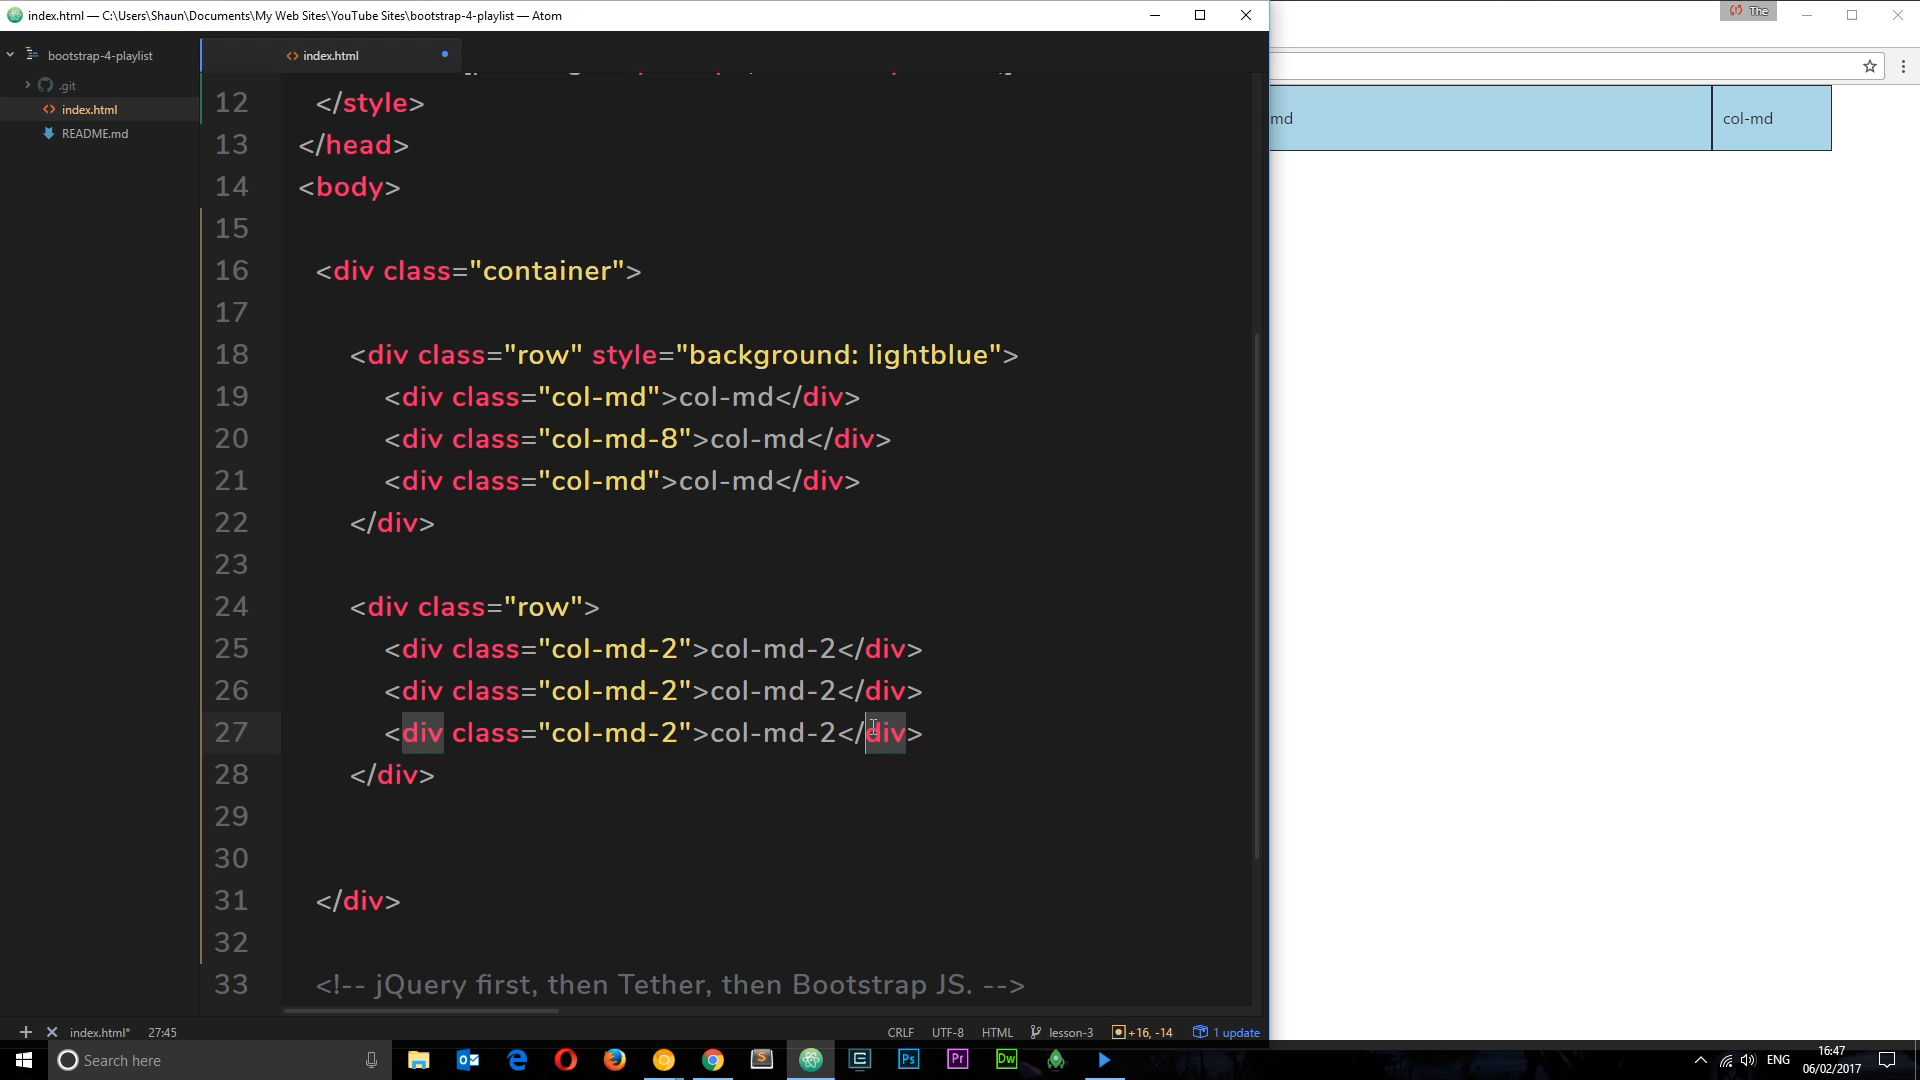 index.html — C:\Users\Shaun\Documents\My Web Sites\YouTube Sites\bootstrap-4-playlist — Atom
The
bootstrap-4-playlist
.git
index.html
README.md
index.html
12 </style>
13 </head>
14 <body>
15
16 <div class="container">
17
18 <div class="row" style="background: lightblue">
19 <div class="col-md">col-md</div>
20 <div class="col-md-8">col-md</div>
21 <div class="col-md">col-md</div>
22 </div>
23
24 <div class="row">
25 <div class="col-md-2">col-md-2</div>
26 <div class="col-md-2">col-md-2</div>
27 <div class="col-md-2">col-md-2</div>
28 </div>
29
30
31 </div>
32
33 <!-- jQuery first, then Tether, then Bootstrap JS. -->
md
col-md
index.html* 27:45
CRLF UTF-8 HTML lesson-3 +16, -14 1 update
Search here
S
Ps
Pr
Dw
ENG
16:47
06/02/2017